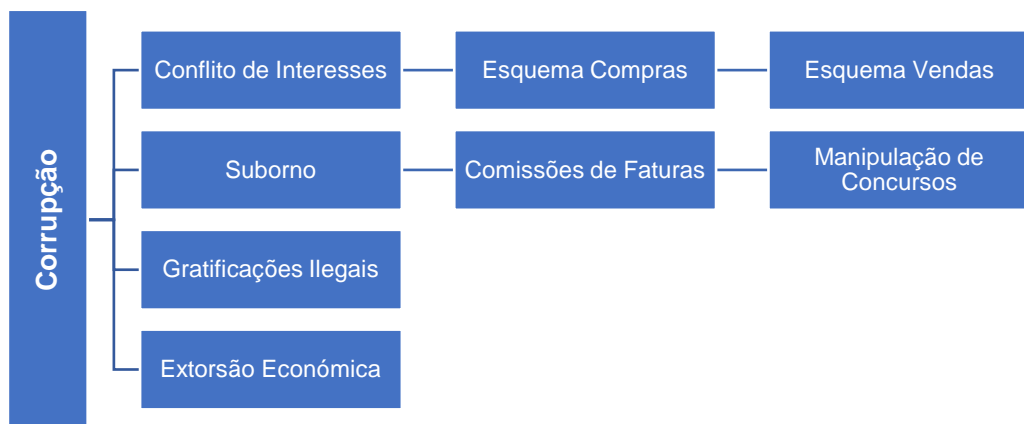 Corrupção
Conflito de Interesses
Esquema Compras
Esquema Vendas
Suborno
Comissões de Faturas
Manipulação de
Concursos
Gratificações Ilegais
Extorsão Económica